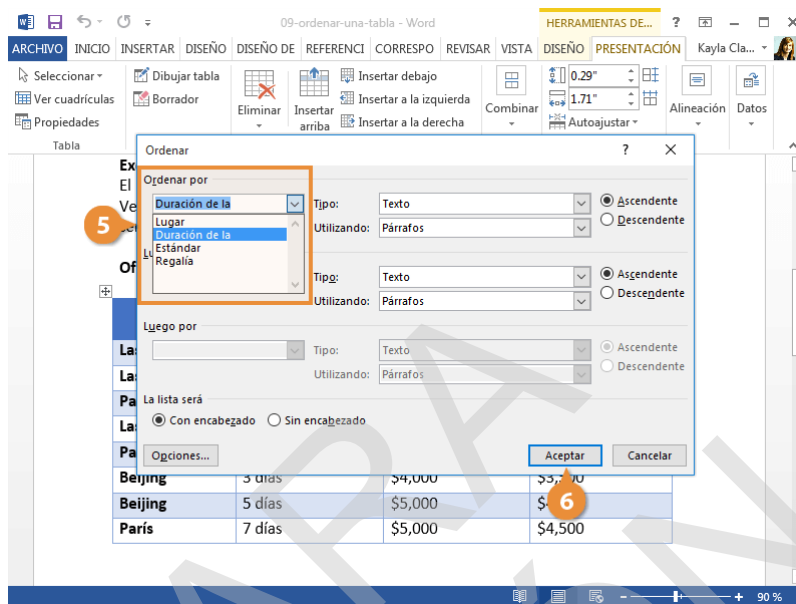 09-ordenar-una-tabla - Word
HERRAMIENTAS DE... ?
ARCHIVO INICIO INSERTAR DISEÑO DISEÑO DE REFERENCI CORRESPO REVISAR VISTA DISEÑO PRESENTACIÓN Kayla Cla...
Seleccionar
Ver cuadrículas
Propiedades
Tabla
Dibujar tabla
Borrador
Eliminar
Insertar arriba
Insertar debajo
Insertar a la izquierda
Insertar a la derecha
Combinar
0.29"
1.71"
Autoajustar
Alineación
Datos
Ordenar ?
Ex
El
Ve
Of
Ordenar por
Duración de la
Tipo: Texto
Utilizando: Párrafos
Ascendente
Descendente
5
Lugar
Duración de la
Estándar
Regalía
Tipo: Texto
Utilizando: Párrafos
Ascendente
Descendente
Luego por
Tipo: Texto
Utilizando: Párrafos
Ascendente
Descendente
La lista será
Con encabezado Sin encabezado
Opciones... Aceptar Cancelar
6
La
La
Pa
La
Pa
Beijing 3 días $4,000
Beijing 5 días $5,000
París 7 días $5,000 $4,500
PARA
90 %